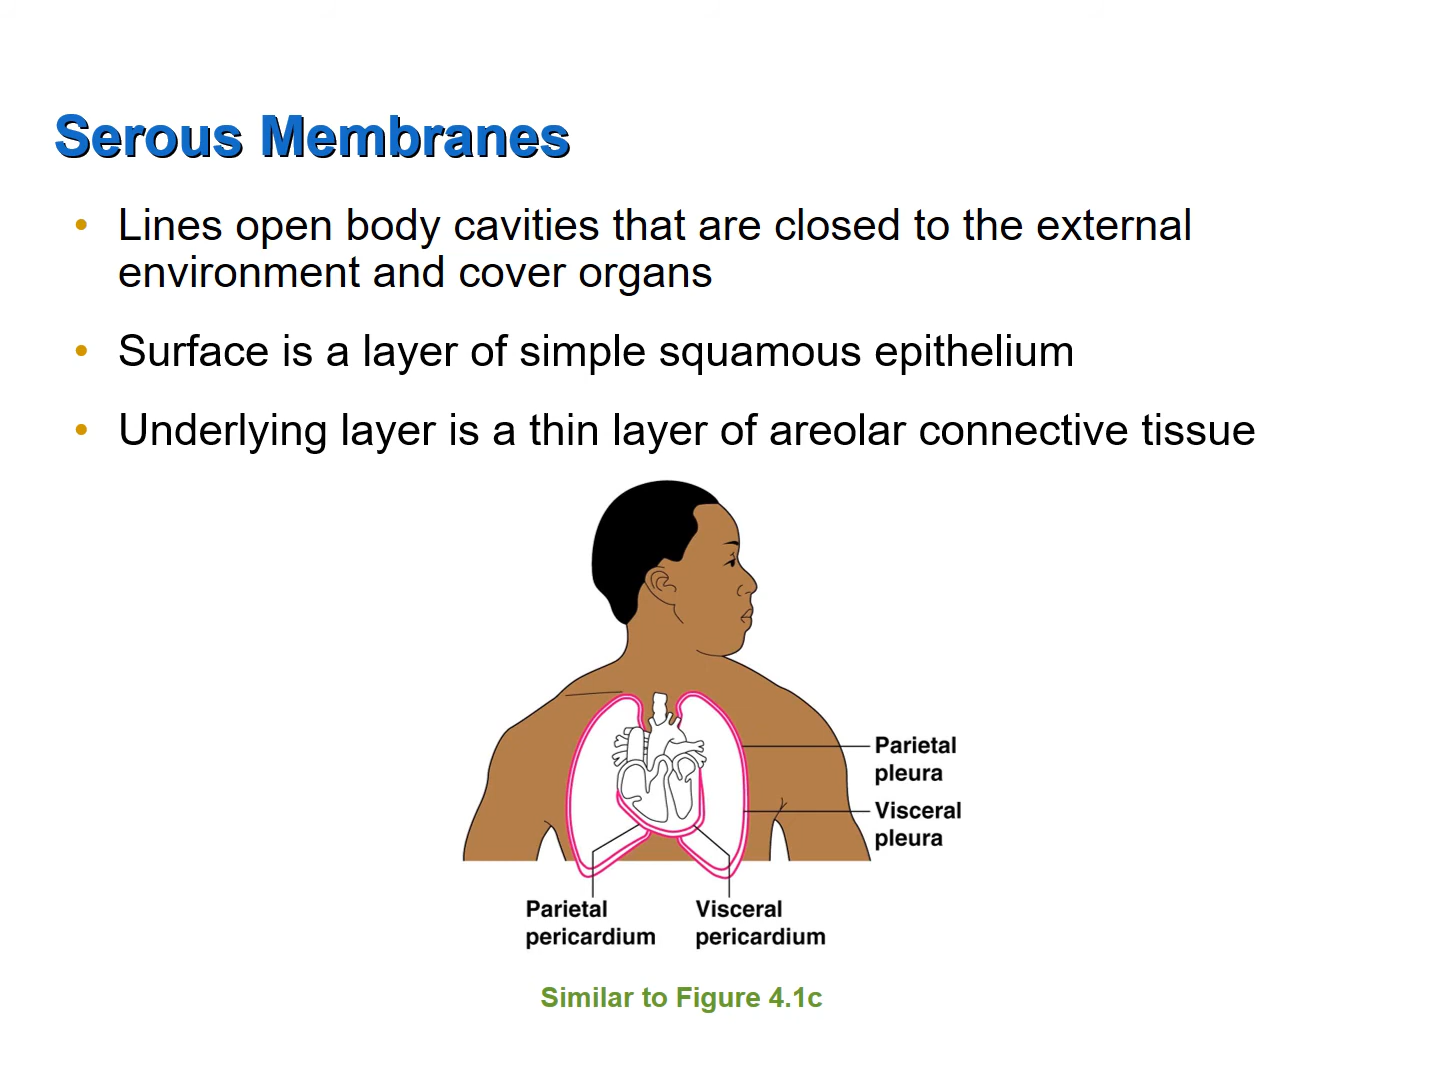 Serous Membranes
• Lines open body cavities that are closed to the external
environment and cover organs
• Surface is a layer of simple squamous epithelium
• Underlying layer is a thin layer of areolar connective tissue
Parietal
pleura
Visceral
pleura
Parietal
pericardium
Visceral
pericardium
Similar to Figure 4.1c